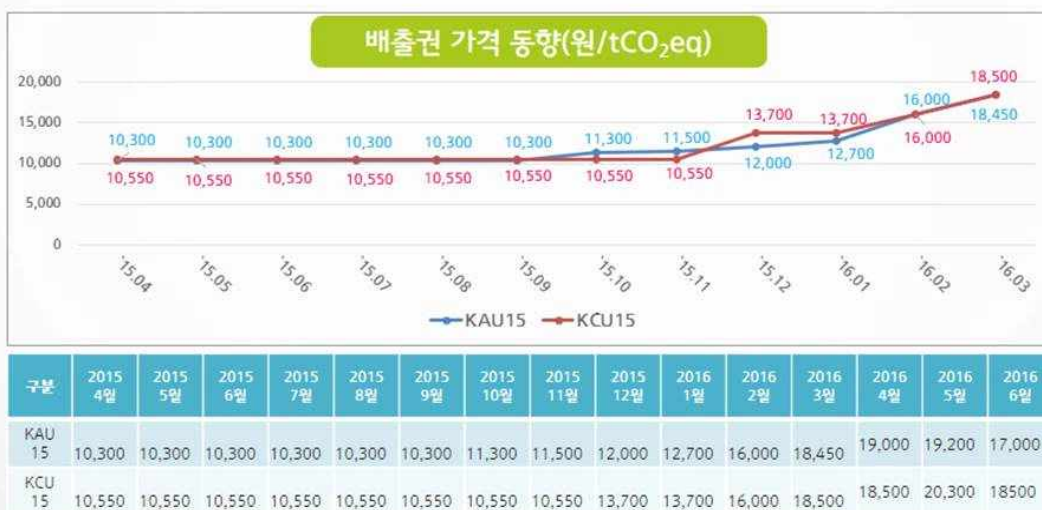 배출권 가격 동향(원/tCO₂eq)
20,000
15,000
10,000
5,000
0
10,300 10,300 10,300 10,300 10,300 10,300 11,300 11,500 12,000 12,700 16,000 18,450
10,550 10,550 10,550 10,550 10,550 10,550 10,550 10,550 13,700 13,700 16,000 18,500
'15.04 '15.05 '15.06 '15.07 '15.08 '15.09 '15.10 '15.11 '15.12 '16.01 '16.02 '16.03
KAU15 KCU15
구분 2015 4월 2015 5월 2015 6월 2015 7월 2015 8월 2015 9월 2015 10월 2015 11월 2015 12월 2016 1월 2016 2월 2016 3월 2016 4월 2016 5월 2016 6월
KAU 15 10,300 10,300 10,300 10,300 10,300 10,300 11,300 11,500 12,000 12,700 16,000 18,450 19,000 19,200 17,000
KCU 15 10,550 10,550 10,550 10,550 10,550 10,550 10,550 10,550 13,700 13,700 16,000 18,500 18,500 20,300 18500